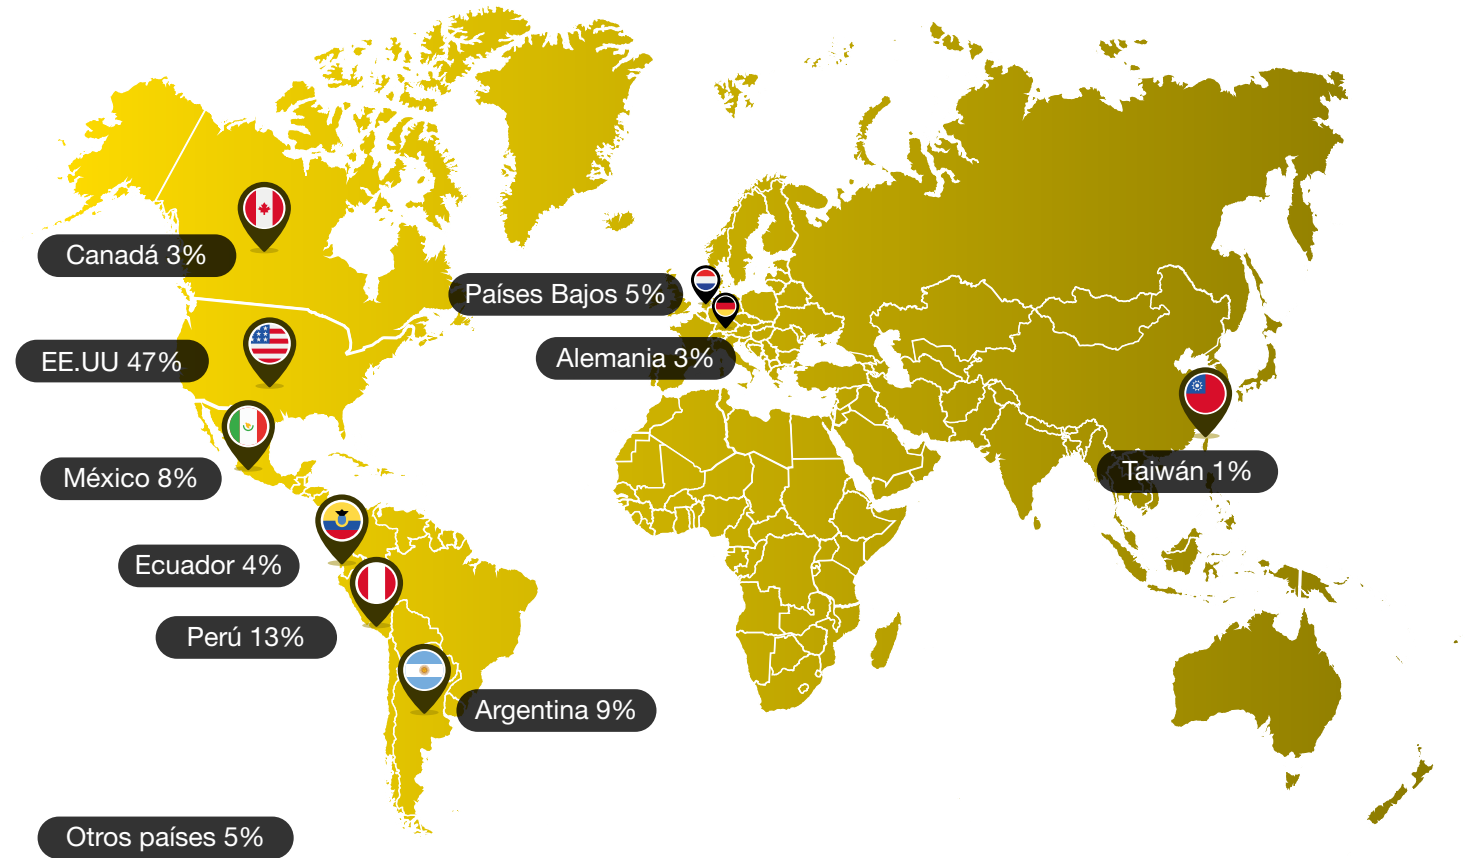 Canadá 3%
Países Bajos 5%
EE.UU 47%
Alemania 3%
México 8%
Taiwán 1%
Ecuador 4%
Perú 13%
Argentina 9%
Otros países 5%